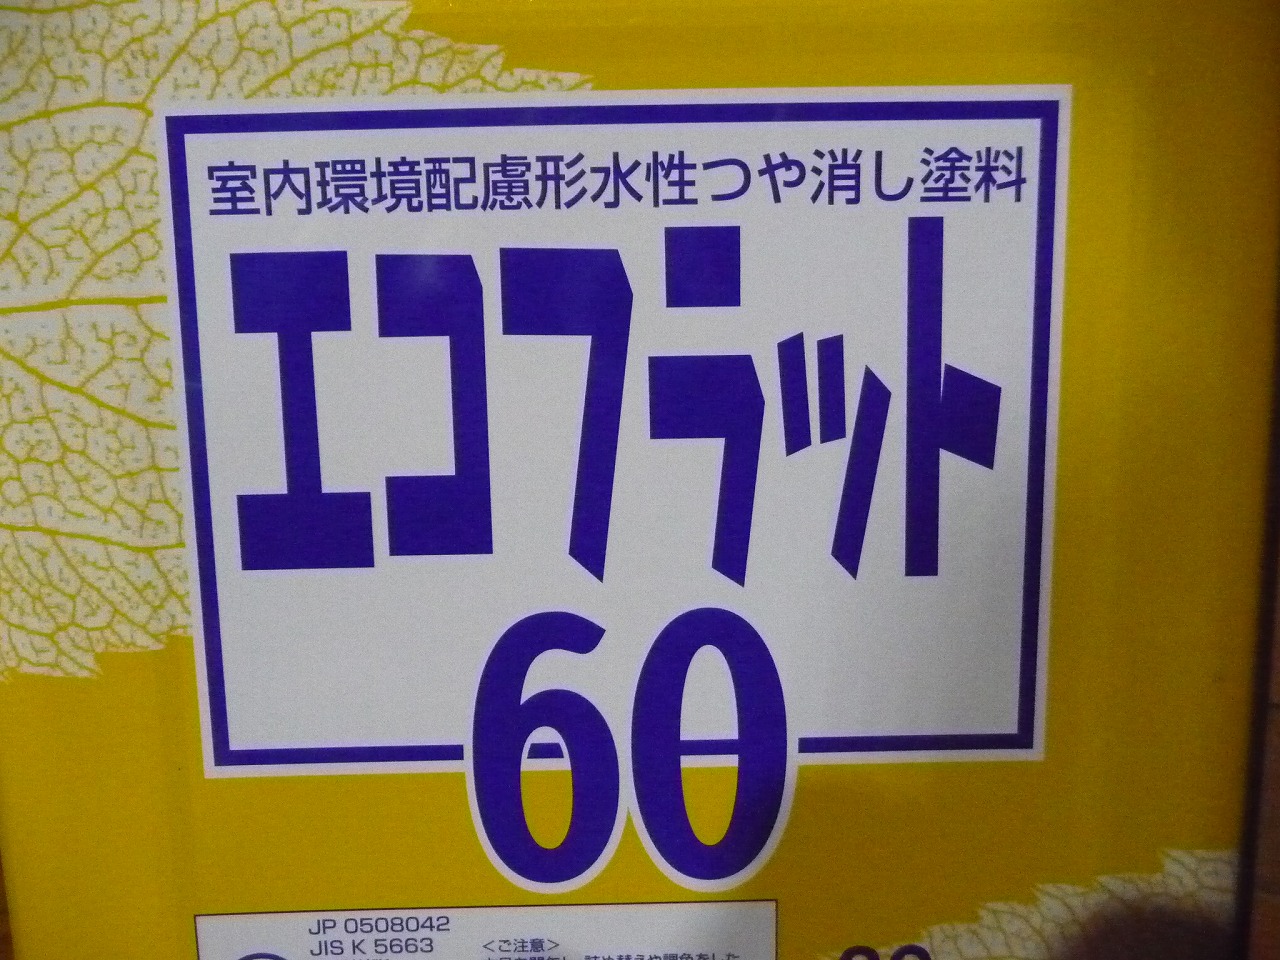 室内環境配慮形水性つや消し塗料
エコフラット
60
JP 0508042
JIS K 5663
<ご注意>